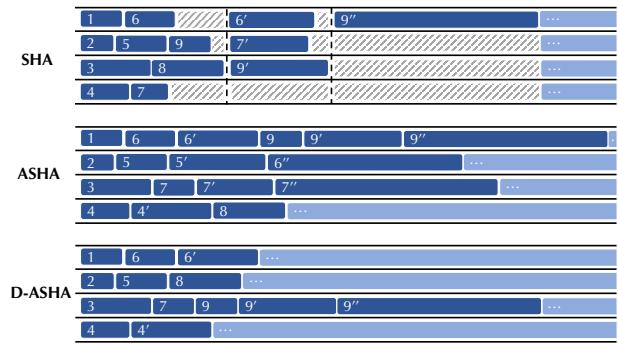 1 6 6′ 9″ ...
2 5 9 7′
SHA
3 8 9′
4 7 ...
1 6 6′ 9 9′ 9″ ...
2 5 5′ 6″ ...
ASHA
3 7 7′ 7″ ...
4 4′ 8 ...
1 6 6′ ...
2 5 8 ...
D-ASHA
3 7 9 9′ 9″ ...
4 4′ ...